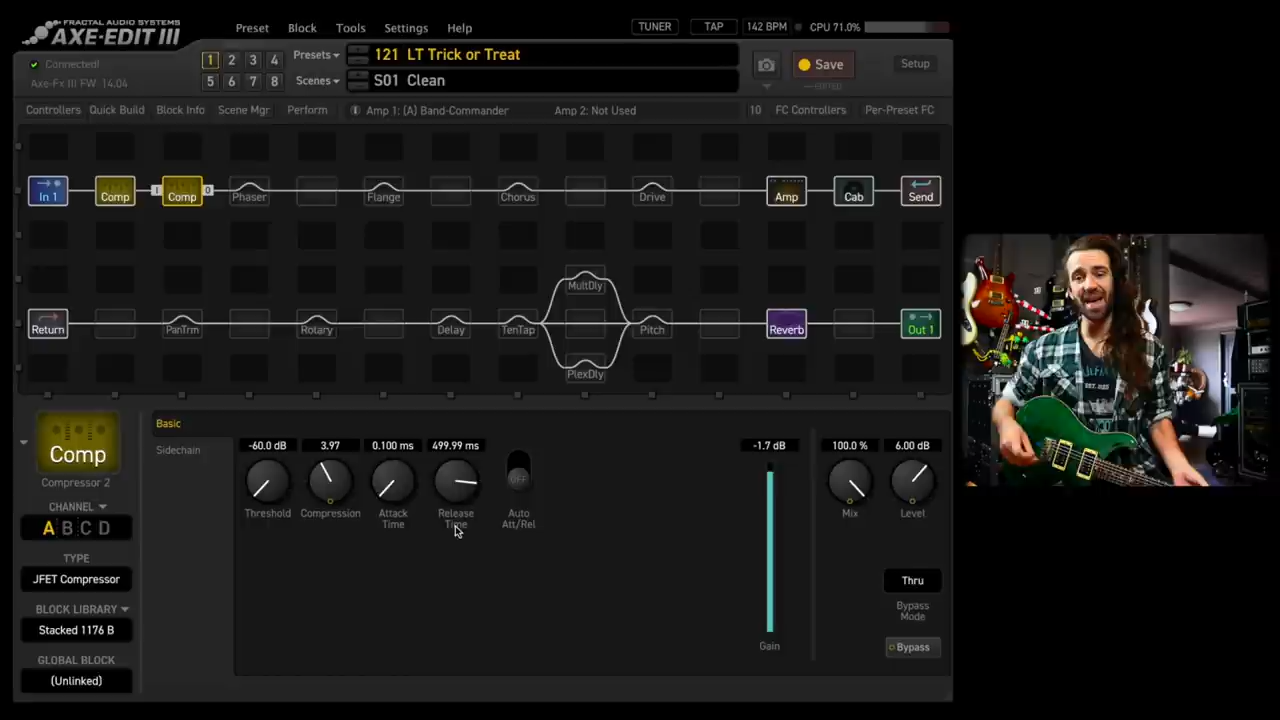 FRACTAL AUDIO SYSTEMS
AXE-EDIT III
Preset Block Tools Settings Help
TUNER TAP 142 BPM CPU 71.0%
Connected!
Axe-Fx III FW 14.04
1 2 3 4
5 6 7 8
Presets 121 LT Trick or Treat
Scenes S01 Clean
Save
EDITED
Setup
Controllers Quick Build Block Info Scene Mgr Perform Amp 1: (A) Band-Commander Amp 2: Not Used 10 FC Controllers Per-Preset FC
In 1 Comp I Comp O Phaser Flange Chorus Drive Amp Cab Send
MultDly
Return PanTrm Rotary Delay TenTap Pitch Reverb Out 1
PlexDly
Comp
Compressor 2
CHANNEL
A B C D
TYPE
JFET Compressor
BLOCK LIBRARY
Stacked 1176 B
GLOBAL BLOCK
(Unlinked)
Basic
Sidechain
-60.0 dB 3.97 0.100 ms 499.99 ms -1.7 dB 100.0 % 6.00 dB
OFF
Threshold Compression Attack Time Release Time Auto Att/Rel Mix Level
Thru
Bypass Mode
Gain
Bypass